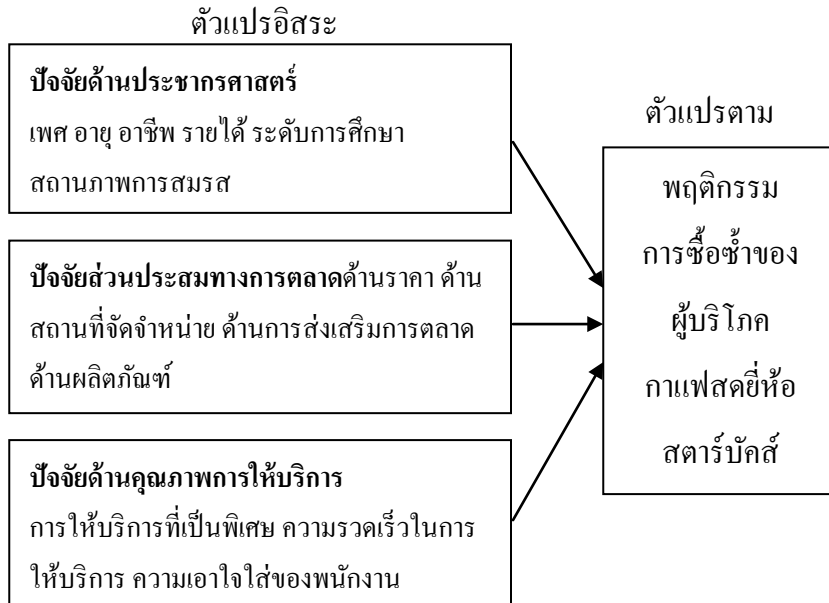 ตัวแปรอิสระ
ปัจจัยด้านประชากรศาสตร์
เพศ อายุ อาชีพ รายได้ ระดับการศึกษา
สถานภาพการสมรส
ปัจจัยส่วนประสมทางการตลาดด้านราคา ด้าน
สถานที่จัดจำหน่าย ด้านการส่งเสริมการตลาด
ด้านผลิตภัณฑ์
ปัจจัยด้านคุณภาพการให้บริการ
การให้บริการที่เป็นพิเศษ ความรวดเร็วในการ
ให้บริการ ความเอาใจใส่ของพนักงาน
ตัวแปรตาม
พฤติกรรม
การซื้อซ้ำของ
ผู้บริโภค
กาแฟสดยี่ห้อ
สตาร์บัคส์